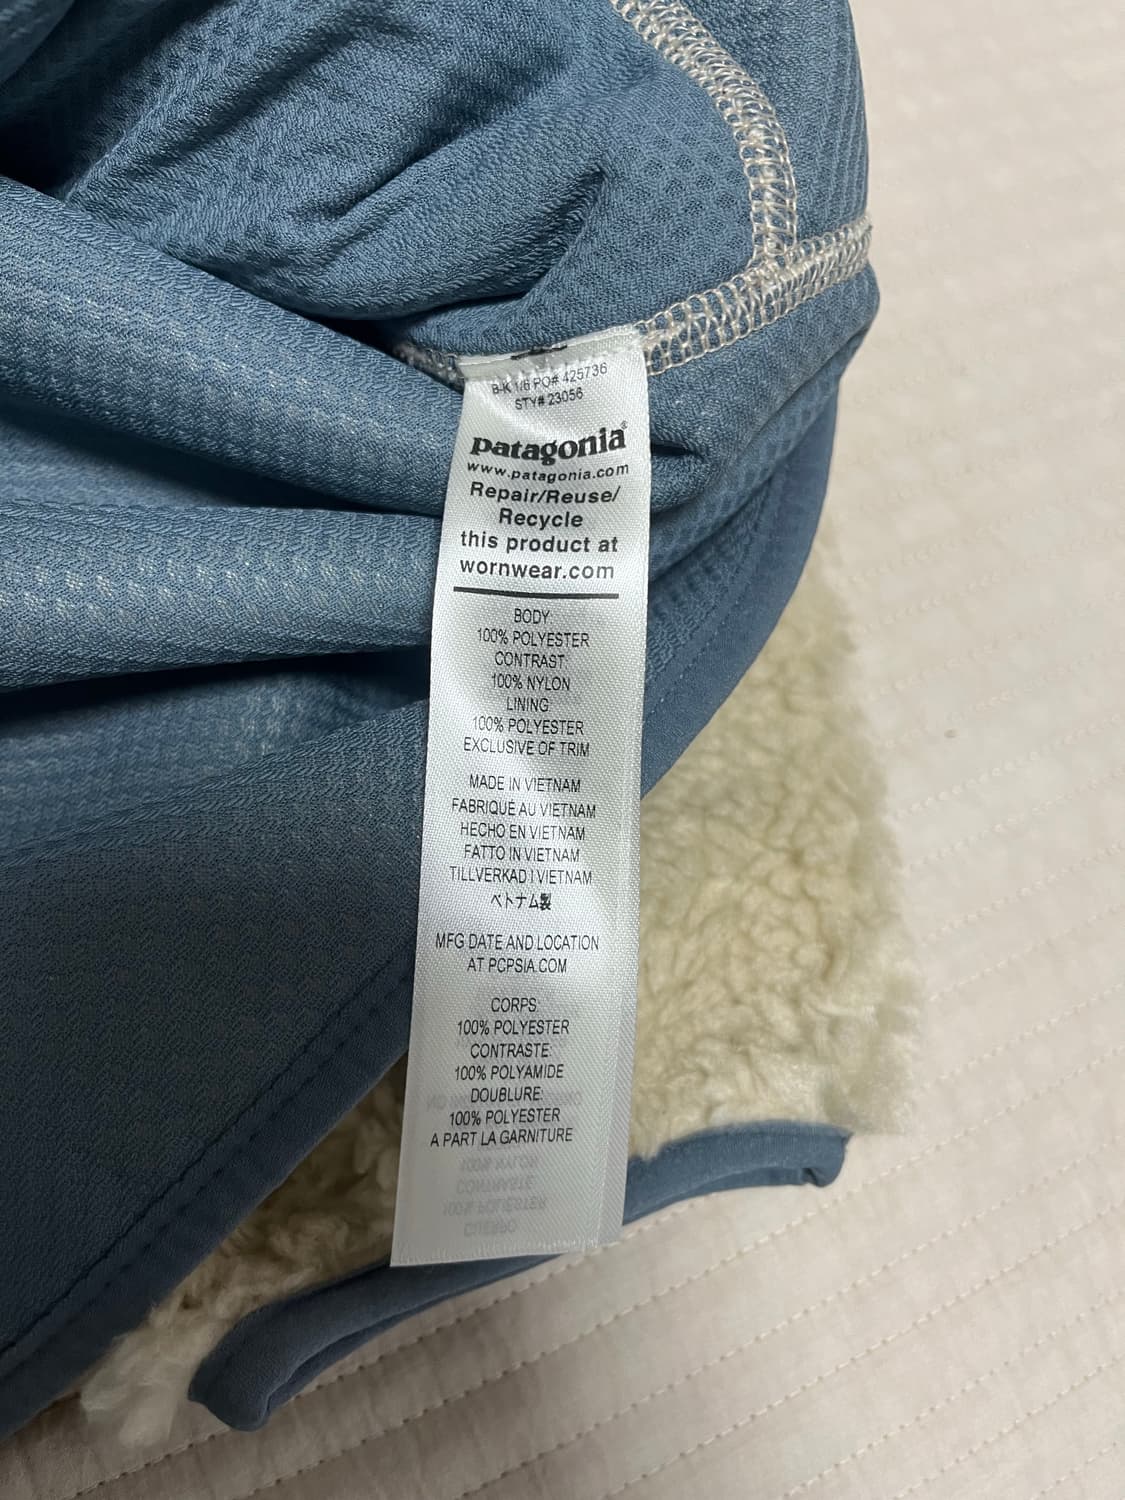 B-K 1/6 PO# 425736
STY# 23056
patagonia®
www.patagonia.com
Repair/Reuse/
Recycle
this product at
wornwear.com
BODY
100% POLYESTER
CONTRAST
100% NYLON
LINING
100% POLYESTER
EXCLUSIVE OF TRIM
MADE IN VIETNAM
FABRIQUÉ AU VIETNAM
HECHO EN VIETNAM
FATTO IN VIETNAM
TILLVERKAD I VIETNAM
ベトナム製
MFG DATE AND LOCATION
AT PCPSIA.COM
CORPS:
100% POLYESTER
CONTRASTE:
100% POLYAMIDE
DOUBLURE:
100% POLYESTER
A PART LA GARNITURE